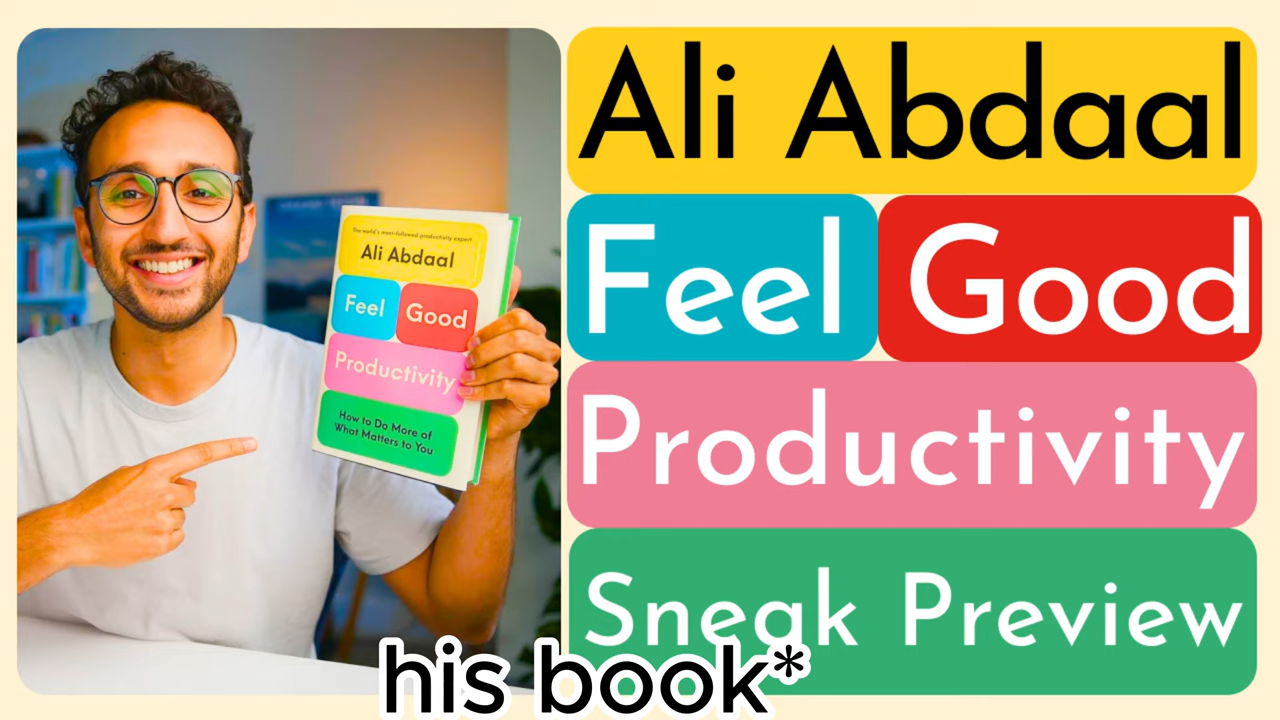 The world's most-followed productivity expert
Ali Abdaal
Feel Good
Productivity
How to Do More of
What Matters to You
Ali Abdaal
Feel Good
Productivity
Sneak Preview
his book*